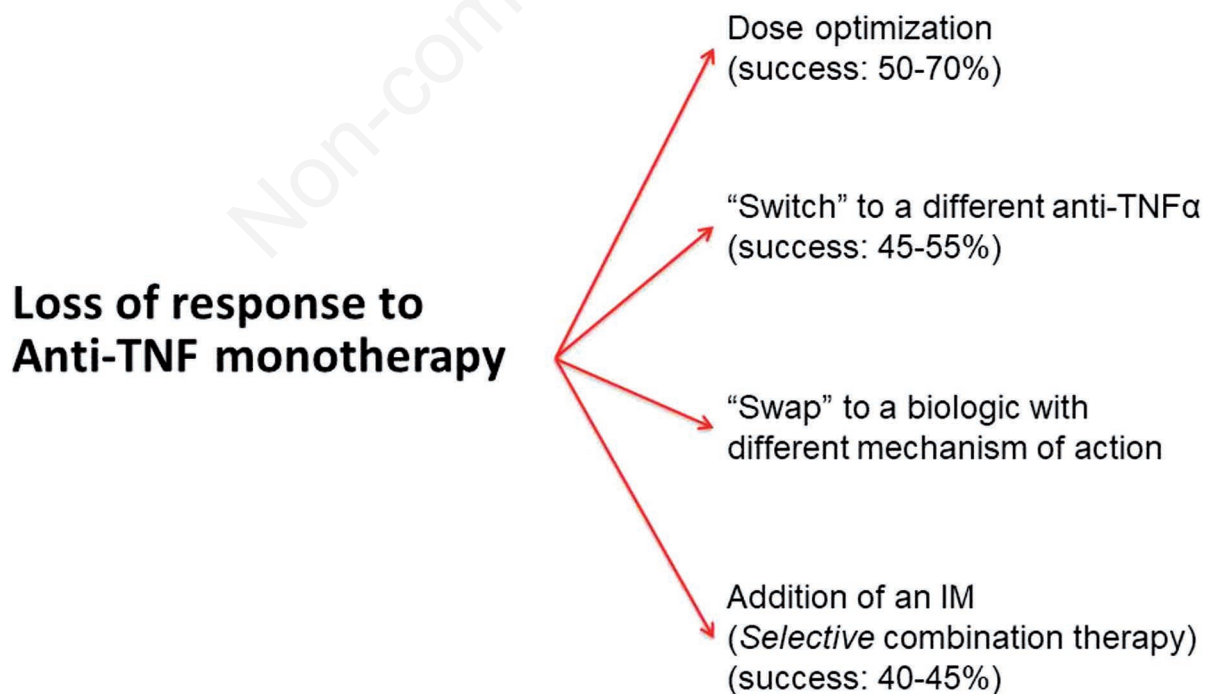 Non-com
Dose optimization
(success: 50-70%)
“Switch” to a different anti-TNFα
(success: 45-55%)
Loss of response to
Anti-TNF monotherapy
“Swap” to a biologic with
different mechanism of action
Addition of an IM
(Selective combination therapy)
(success: 40-45%)